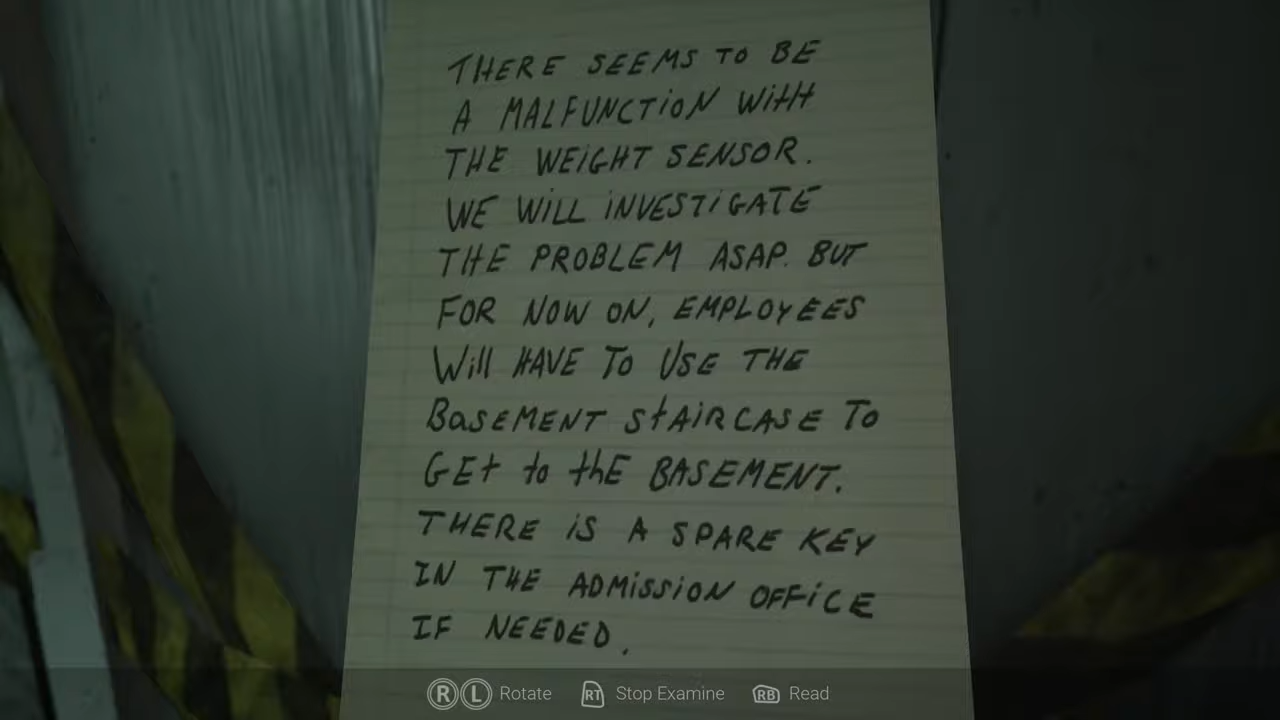 THERE SEEMS TO BE
A MALFUNCTiON WitH
THE WEiGHT SENSOR.
WE WiLL iNVESTiGATE
THE PROBLEM ASAP. BUT
FOR NOW ON, EMPLOYEES
Will HAVE TO USE THE
BaSEMENT StAiRCASE TO
GEt to thE BASEMENT.
THERE iS A SPARE KEY
IN THE ADMiSSiON OFFiCE
IF NEEDED.
R L Rotate RT Stop Examine RB Read